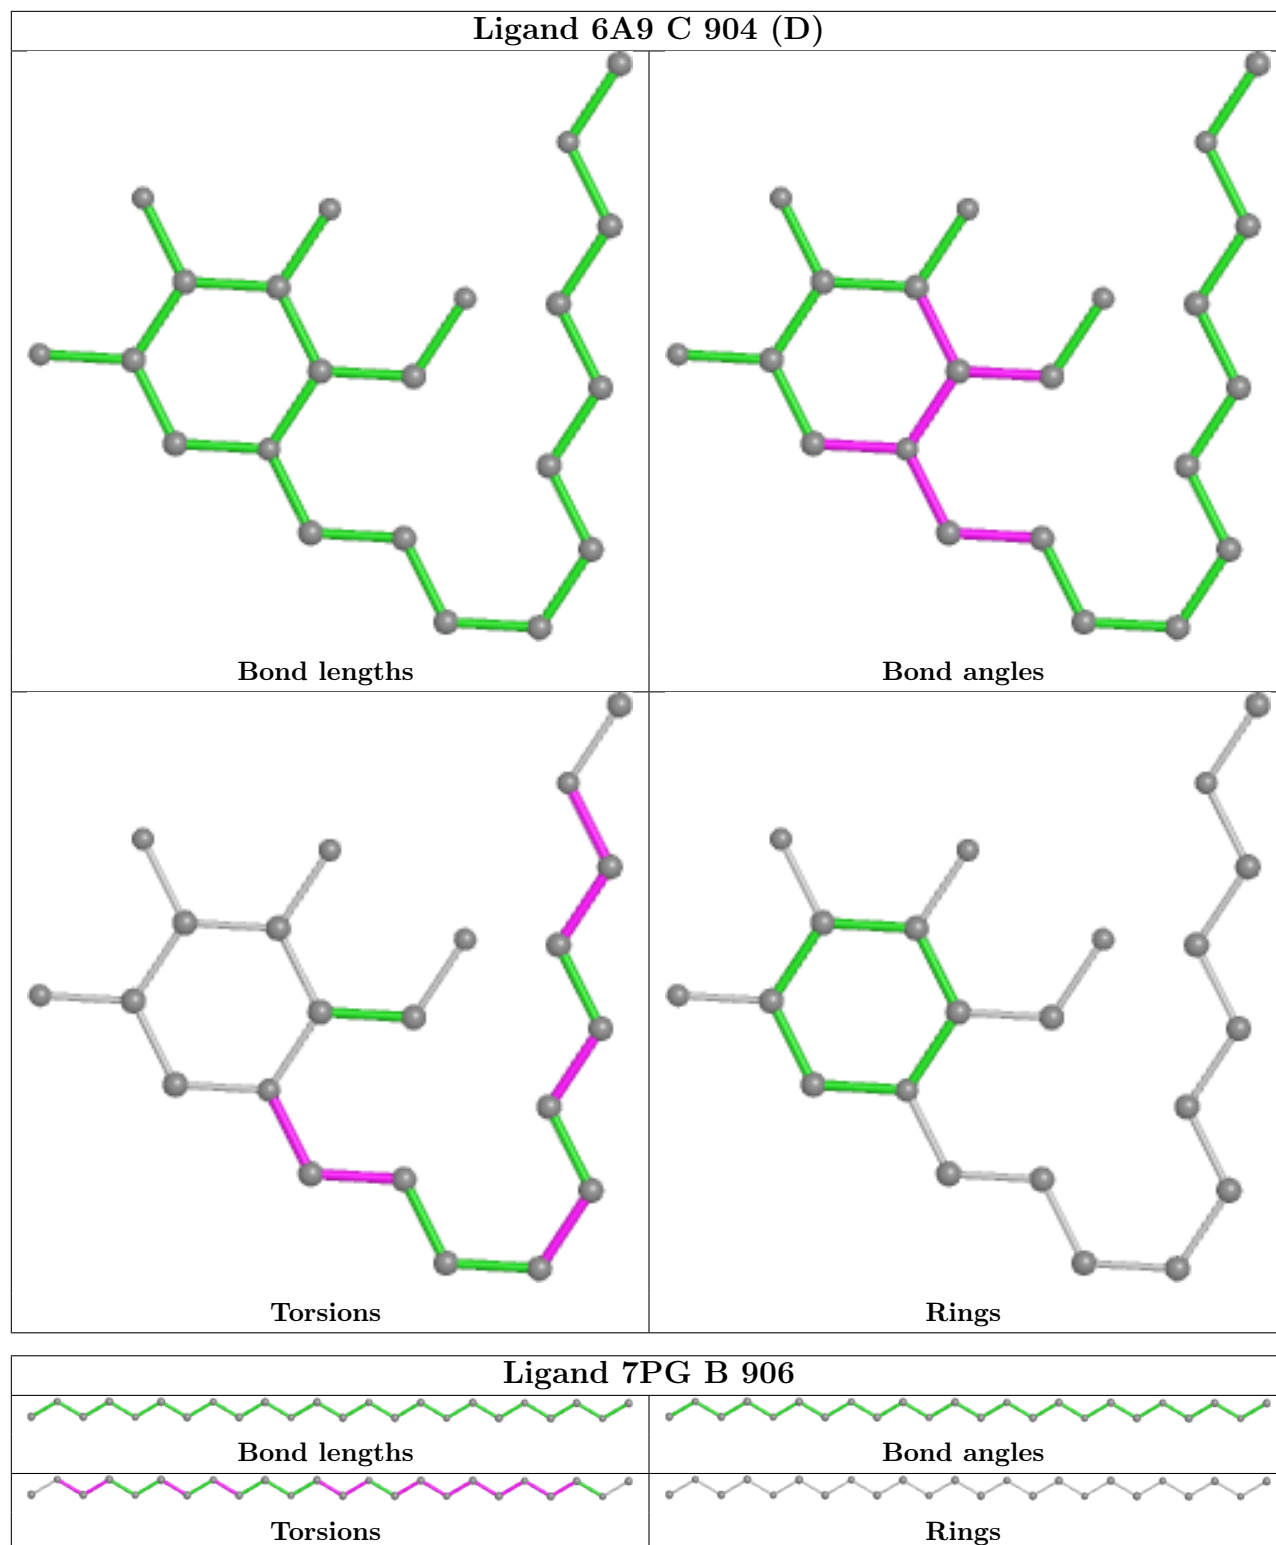 Ligand 6A9 C 904 (D)
Bond lengths
Bond angles
Torsions
Rings
Ligand 7PG B 906
Bond lengths
Bond angles
Torsions
Rings